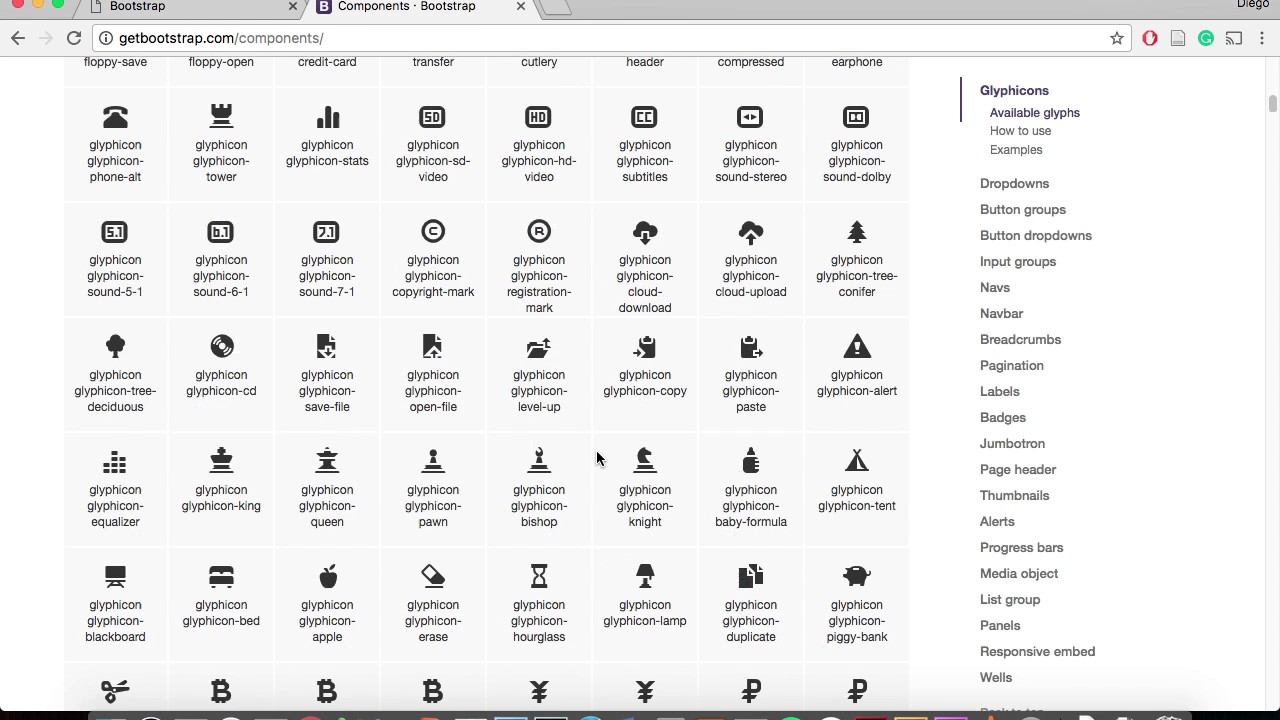 Diego
Bootstrap
Components · Bootstrap
getbootstrap.com/components/
floppy-save floppy-open credit-card transfer cutlery header compressed earphone
SD HD CC
glyphicon glyphicon glyphicon glyphicon glyphicon glyphicon glyphicon glyphicon
glyphicon- glyphicon- glyphicon-stats glyphicon-sd- glyphicon-hd- glyphicon- glyphicon- glyphicon-
phone-alt tower video video subtitles sound-stereo sound-dolby
5.1 6.1 7.1 C R
glyphicon glyphicon glyphicon glyphicon glyphicon glyphicon glyphicon glyphicon
glyphicon- glyphicon- glyphicon- glyphicon- glyphicon- glyphicon- glyphicon- glyphicon-tree-
sound-5-1 sound-6-1 sound-7-1 copyright-mark registration- cloud- cloud-upload conifer
mark download
glyphicon glyphicon glyphicon glyphicon glyphicon glyphicon glyphicon glyphicon
glyphicon-tree- glyphicon-cd glyphicon- glyphicon- glyphicon- glyphicon-copy glyphicon- glyphicon-alert
deciduous save-file open-file level-up paste
glyphicon glyphicon glyphicon glyphicon glyphicon glyphicon glyphicon glyphicon
glyphicon- glyphicon-king glyphicon- glyphicon- glyphicon- glyphicon- glyphicon- glyphicon-tent
equalizer queen pawn bishop knight baby-formula
glyphicon glyphicon glyphicon glyphicon glyphicon glyphicon glyphicon glyphicon
glyphicon- glyphicon-bed glyphicon- glyphicon- glyphicon- glyphicon-lamp glyphicon- glyphicon-
blackboard apple erase hourglass duplicate piggy-bank
Glyphicons
Available glyphs
How to use
Examples
Dropdowns
Button groups
Button dropdowns
Input groups
Navs
Navbar
Breadcrumbs
Pagination
Labels
Badges
Jumbotron
Page header
Thumbnails
Alerts
Progress bars
Media object
List group
Panels
Responsive embed
Wells